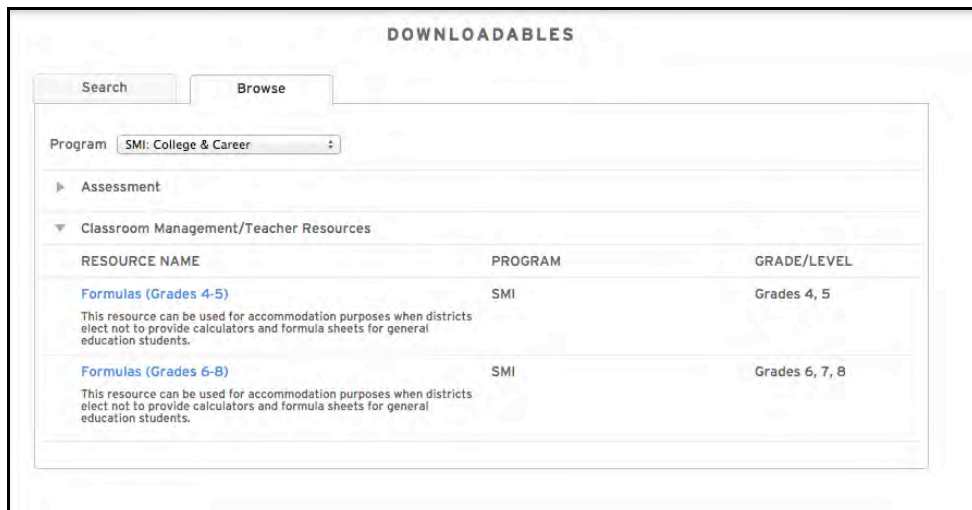 DOWNLOADABLES
Search Browse
Program SMI: College & Career
Assessment
Classroom Management/Teacher Resources
RESOURCE NAME PROGRAM GRADE/LEVEL
Formulas (Grades 4-5) SMI Grades 4, 5
This resource can be used for accommodation purposes when districts
elect not to provide calculators and formula sheets for general
education students.
Formulas (Grades 6-8) SMI Grades 6, 7, 8
This resource can be used for accommodation purposes when districts
elect not to provide calculators and formula sheets for general
education students.